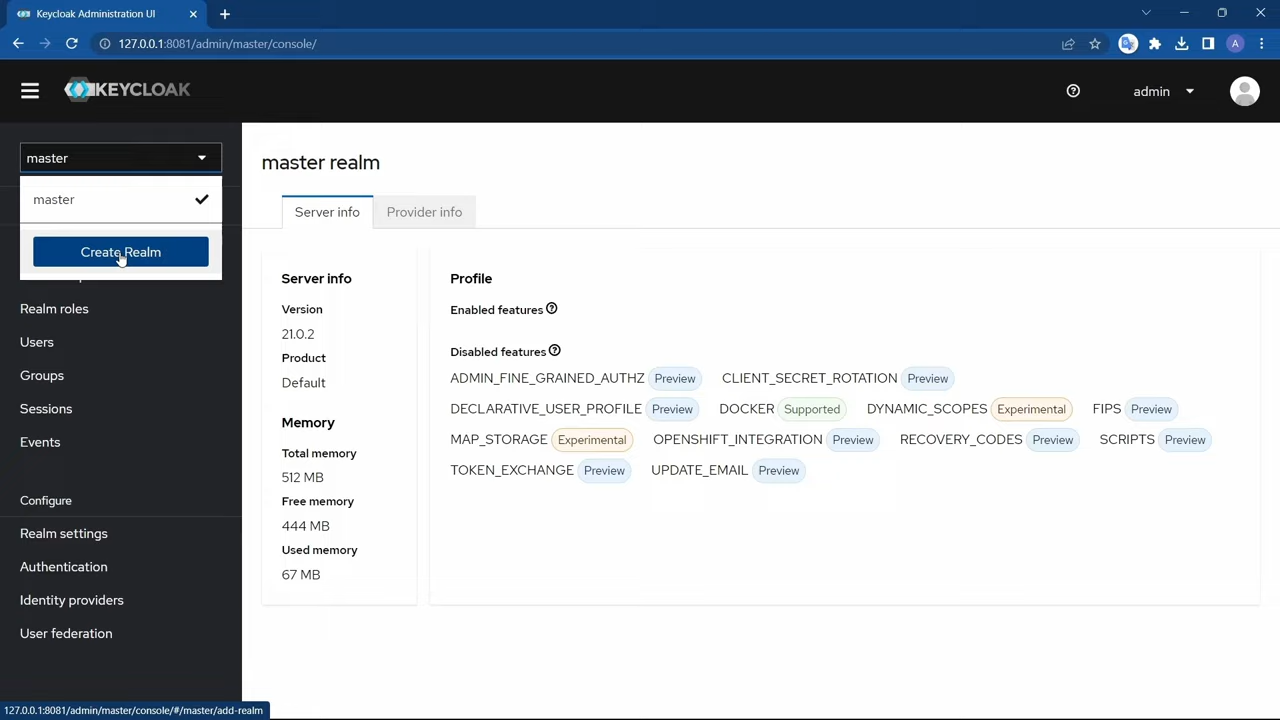 Keycloak Administration UI
127.0.0.1:8081/admin/master/console/
A
KEYCLOAK
admin
master
master
Create Realm
Realm roles
Users
Groups
Sessions
Events
Configure
Realm settings
Authentication
Identity providers
User federation
master realm
Server info
Provider info
Server info
Version
21.0.2
Product
Default
Memory
Total memory
512 MB
Free memory
444 MB
Used memory
67 MB
Profile
Enabled features
Disabled features
ADMIN_FINE_GRAINED_AUTHZ Preview CLIENT_SECRET_ROTATION Preview
DECLARATIVE_USER_PROFILE Preview DOCKER Supported DYNAMIC_SCOPES Experimental FIPS Preview
MAP_STORAGE Experimental OPENSHIFT_INTEGRATION Preview RECOVERY_CODES Preview SCRIPTS Preview
TOKEN_EXCHANGE Preview UPDATE_EMAIL Preview
127.0.0.1:8081/admin/master/console/#/master/add-realm